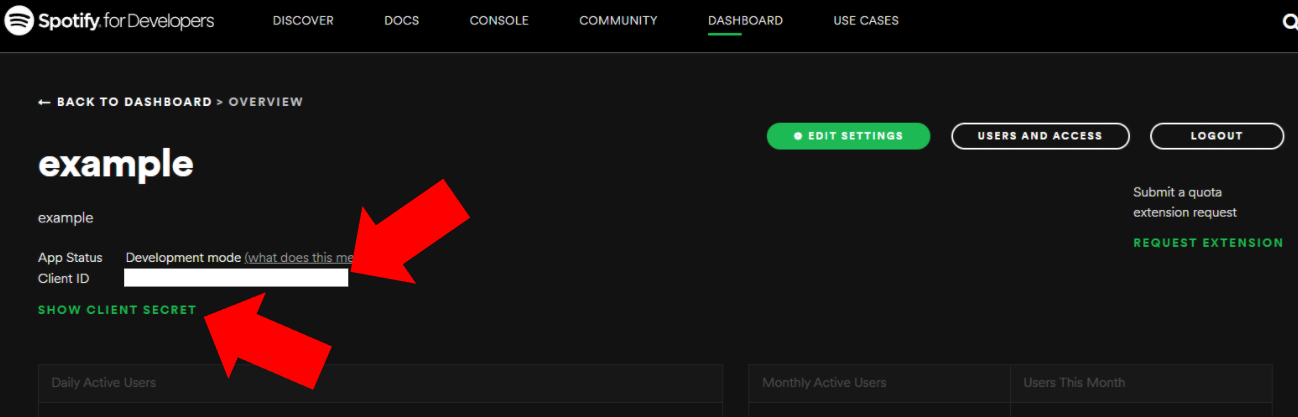 Spotify for Developers DISCOVER DOCS CONSOLE COMMUNITY DASHBOARD USE CASES
← BACK TO DASHBOARD > OVERVIEW
EDIT SETTINGS USERS AND ACCESS LOGOUT
example
Submit a quota
extension request
example
REQUEST EXTENSION
App Status Development mode (what does this me
Client ID
SHOW CLIENT SECRET
Daily Active Users Monthly Active Users Users This Month